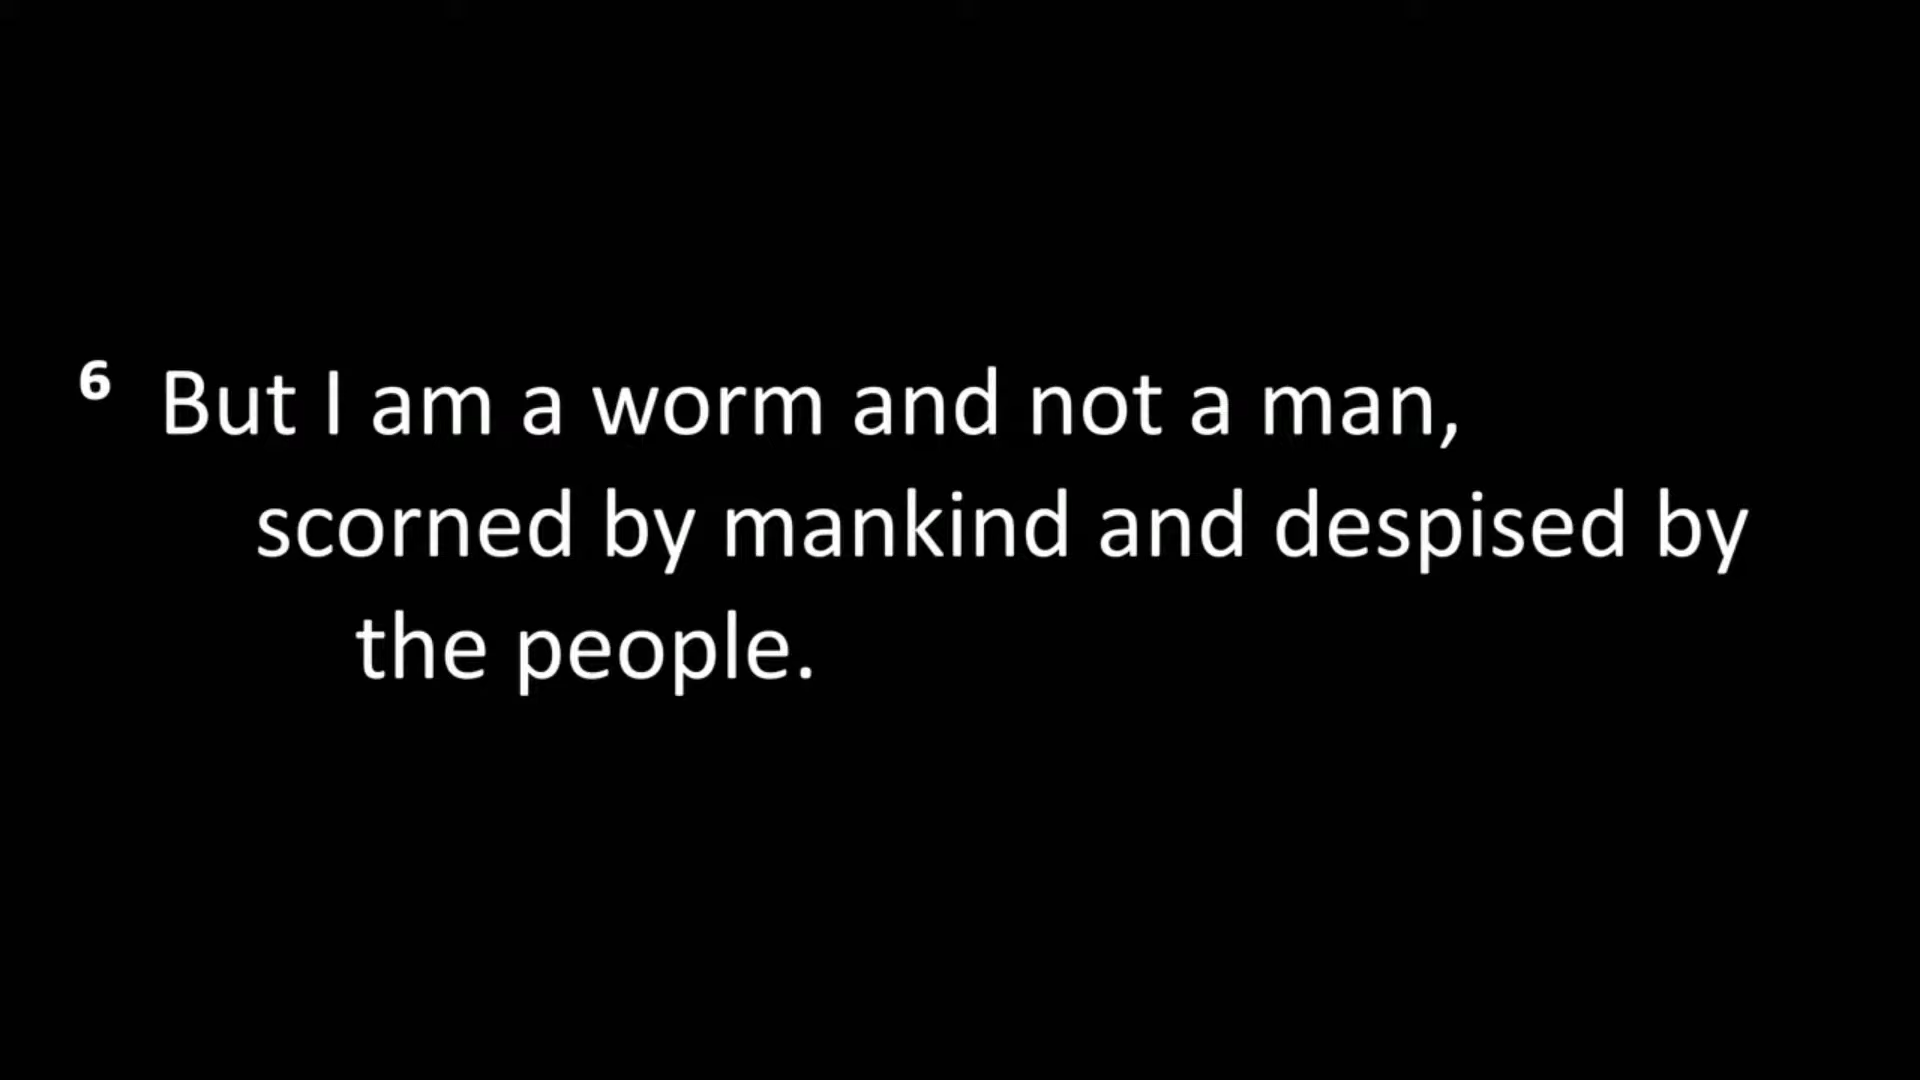 6 But I am a worm and not a man,
scorned by mankind and despised by
the people.